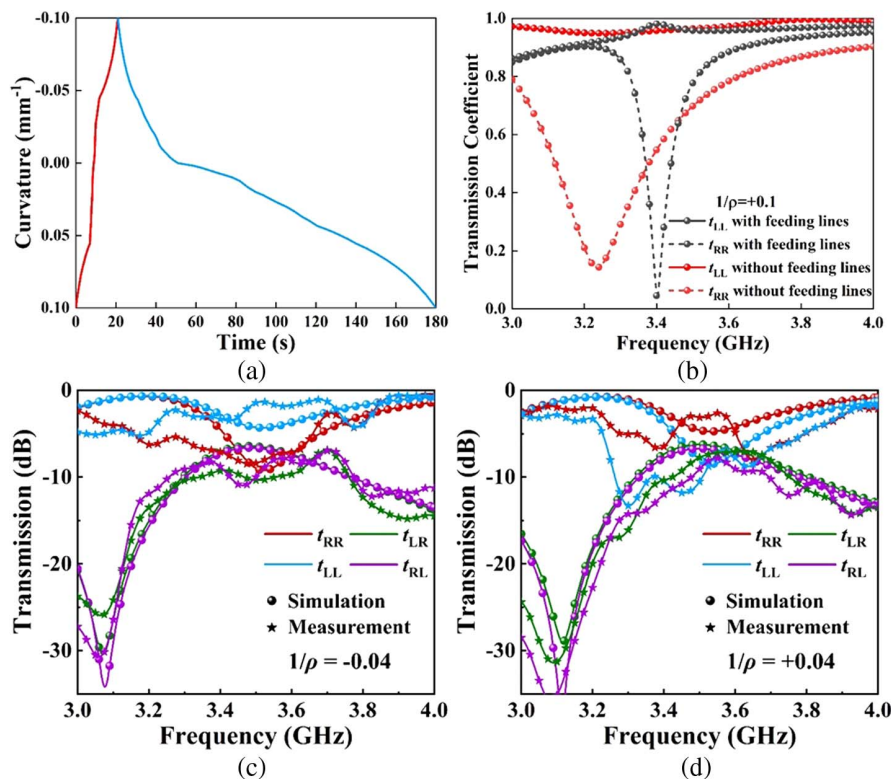 -0.10
-0.05
0.00
0.05
0.10
Curvature (mm⁻¹)
0 20 40 60 80 100 120 140 160 180
Time (s)
(a)
1.0
0.8
0.6
0.4
0.2
0.0
Transmission Coefficient
1/ρ=+0.1
tLL with feeding lines
tRR with feeding lines
tLL without feeding lines
tRR without feeding lines
3.0 3.2 3.4 3.6 3.8 4.0
Frequency (GHz)
(b)
0
-10
-20
-30
Transmission (dB)
tRR tLR
tLL tRL
Simulation
Measurement
1/ρ = -0.04
3.0 3.2 3.4 3.6 3.8 4.0
Frequency (GHz)
(c)
0
-10
-20
-30
Transmission (dB)
tRR tLR
tLL tRL
Simulation
Measurement
1/ρ = +0.04
3.0 3.2 3.4 3.6 3.8 4.0
Frequency (GHz)
(d)